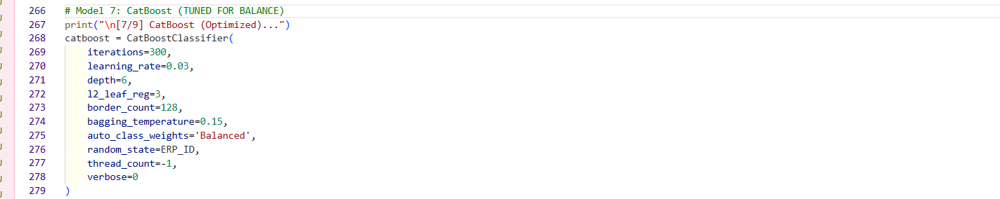 266 # Model 7: CatBoost (TUNED FOR BALANCE)
267 print("\n[7/9] CatBoost (Optimized)...")
268 catboost = CatBoostClassifier(
269     iterations=300,
270     learning_rate=0.03,
271     depth=6,
272     l2_leaf_reg=3,
273     border_count=128,
274     bagging_temperature=0.15,
275     auto_class_weights='Balanced',
276     random_state=ERP_ID,
277     thread_count=-1,
278     verbose=0
279 )